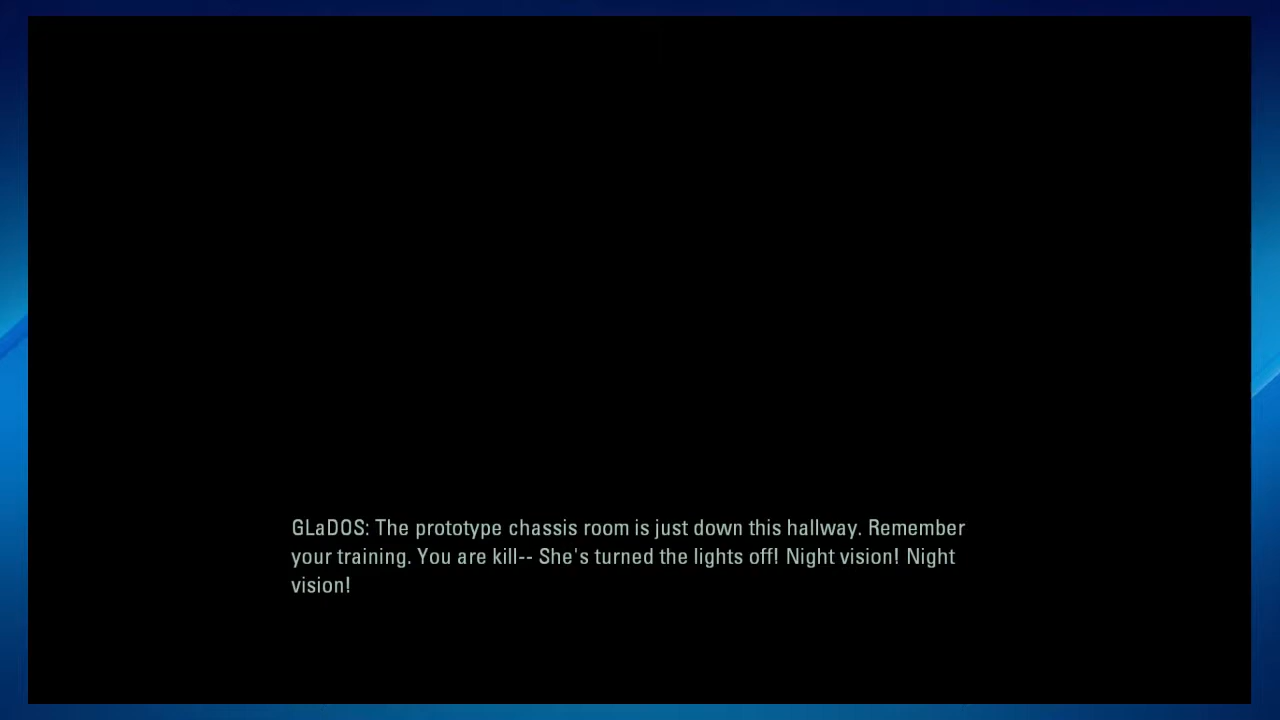 GLaDOS: The prototype chassis room is just down this hallway. Remember
your training. You are kill-- She's turned the lights off! Night vision! Night
vision!